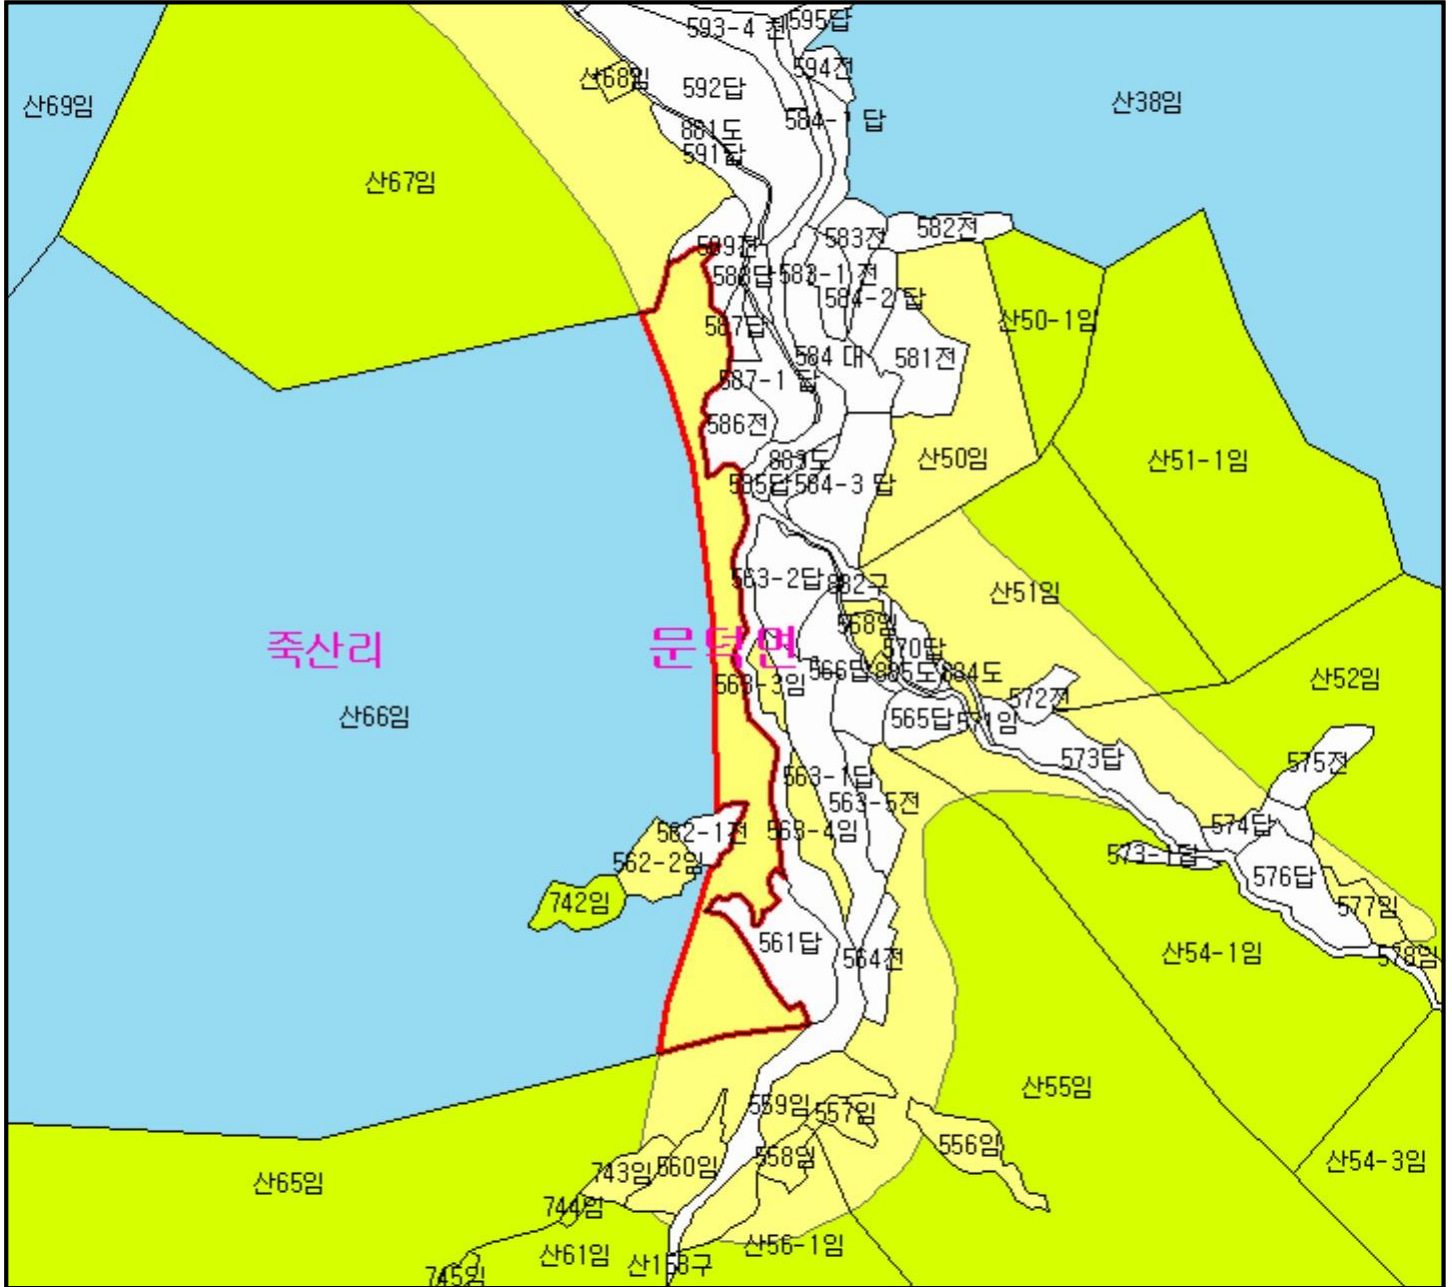 593-4 전
595답
594전
산68임
592답
584-1 답
산69임
산38임
881도
591답
산67임
589전
583전
582전
588답
583-1 전
584-2 답
587답
산50-1임
584 대
581전
587-1 답
586전
883도
산50임
산51-1임
585답
584-3 답
563-2답
882구
산51임
568임
570답
죽산리
문덕면
566답
885도
884도
563-3임
572전
산52임
산66임
565답
571임
573답
575전
563-1답
563-5전
562-1전
563-4임
574답
562-2임
573-1답
576답
742임
577임
561답
564전
산54-1임
578임
559임
557임
산55임
556임
558임
743임
560임
산54-3임
산65임
744임
산61임
산56-1임
산158구
745임